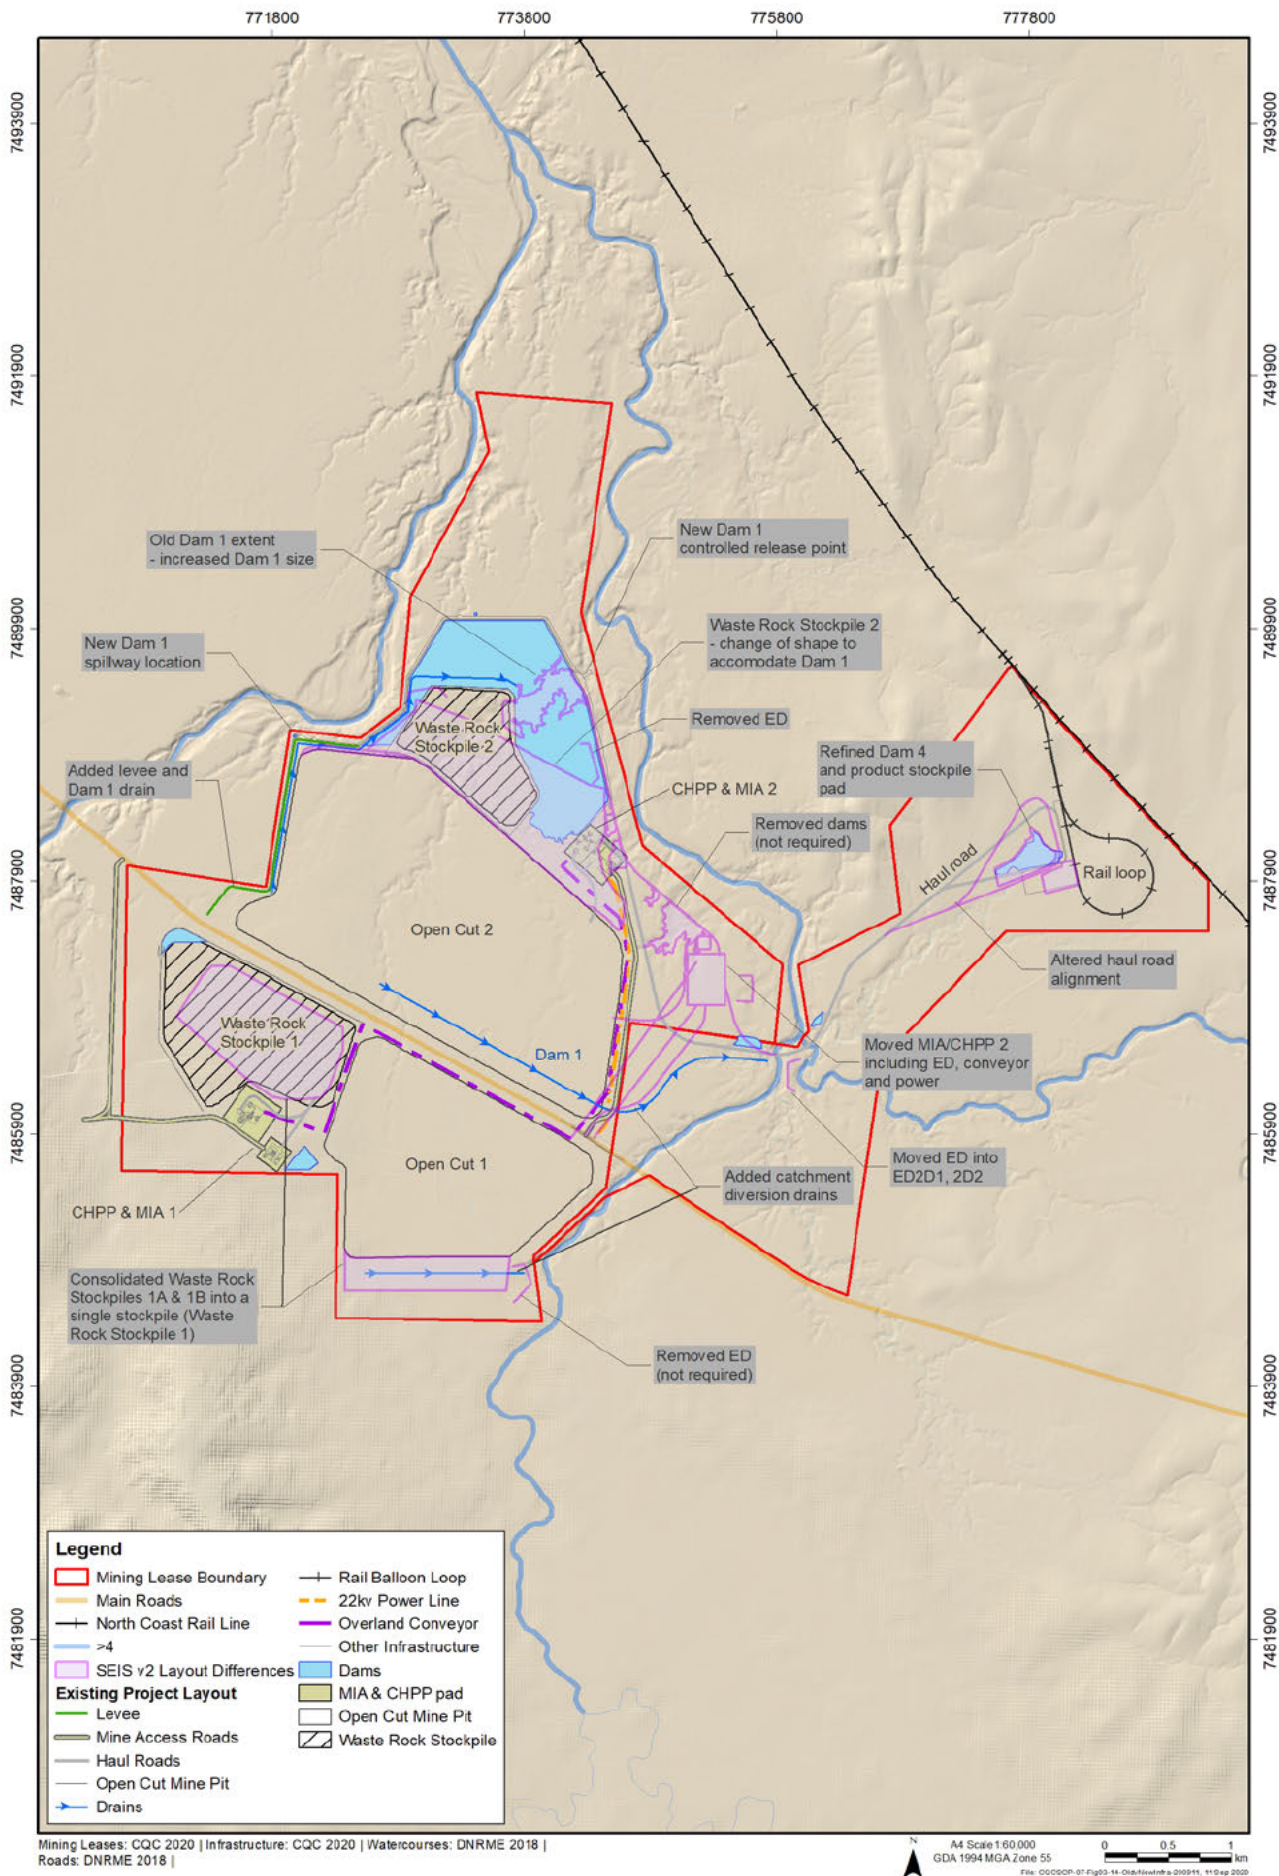 771800
773800
775800
777800
7493900
7493900
7491900
7491900
Old Dam 1 extent
- increased Dam 1 size
New Dam 1
controlled release point
7489900
7489900
New Dam 1
spillway location
Waste Rock Stockpile 2
- change of shape to
accomodate Dam 1
Waste Rock
Stockpile 2
Removed ED
Refined Dam 4
and product stockpile
pad
Added levee and
Dam 1 drain
CHPP & MIA 2
Removed dams
(not required)
7487900
7487900
Haul road
Rail loop
Open Cut 2
Altered haul road
alignment
Waste Rock
Stockpile 1
Dam 1
Moved MIA/CHPP 2
including ED, conveyor
and power
7485900
7485900
Open Cut 1
Moved ED into
ED2D1, 2D2
Added catchment
diversion drains
CHPP & MIA 1
Consolidated Waste Rock
Stockpiles 1A & 1B into a
single stockpile (Waste
Rock Stockpile 1)
Removed ED
(not required)
7483900
7483900
7481900
7481900
Legend
Mining Lease Boundary
Main Roads
North Coast Rail Line
>4
SEIS v2 Layout Differences
Existing Project Layout
Levee
Mine Access Roads
Haul Roads
Open Cut Mine Pit
Drains
Rail Balloon Loop
22kv Power Line
Overland Conveyor
Other Infrastructure
Dams
MIA & CHPP pad
Open Cut Mine Pit
Waste Rock Stockpile
Mining Leases: CQC 2020 | Infrastructure: CQC 2020 | Watercourses: DNRME 2018 |
Roads: DNRME 2018 |
N
A4 Scale 1:60,000
GDA 1994 MGA Zone 55
0 0.5 1
km